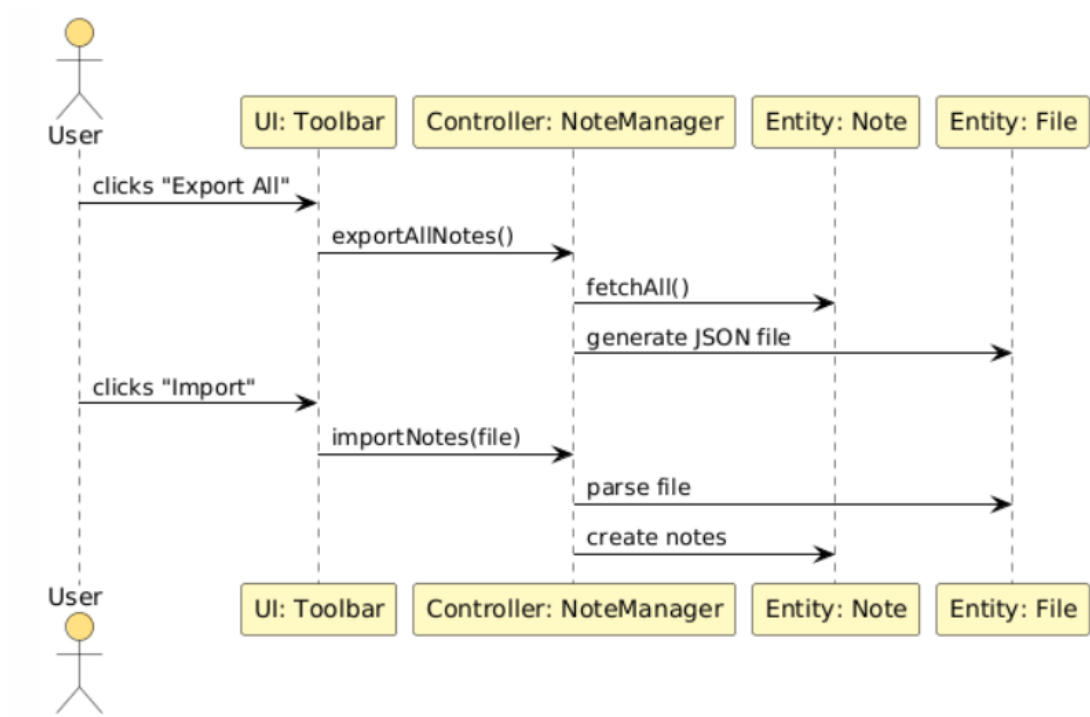 User
UI: Toolbar
Controller: NoteManager
Entity: Note
Entity: File
clicks "Export All"
exportAllNotes()
fetchAll()
generate JSON file
clicks "Import"
importNotes(file)
parse file
create notes
User
UI: Toolbar
Controller: NoteManager
Entity: Note
Entity: File